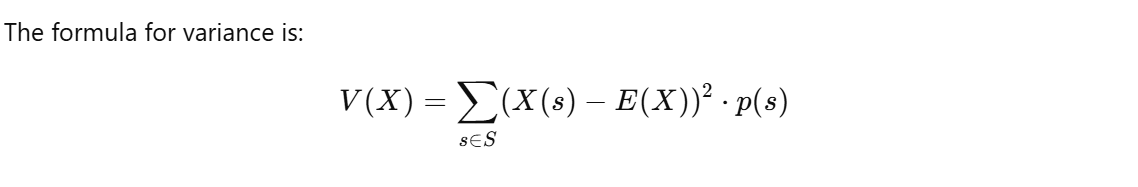 The formula for variance is:
V(X) = ∑(X(s) – E(X))² · p(s)
s∈S